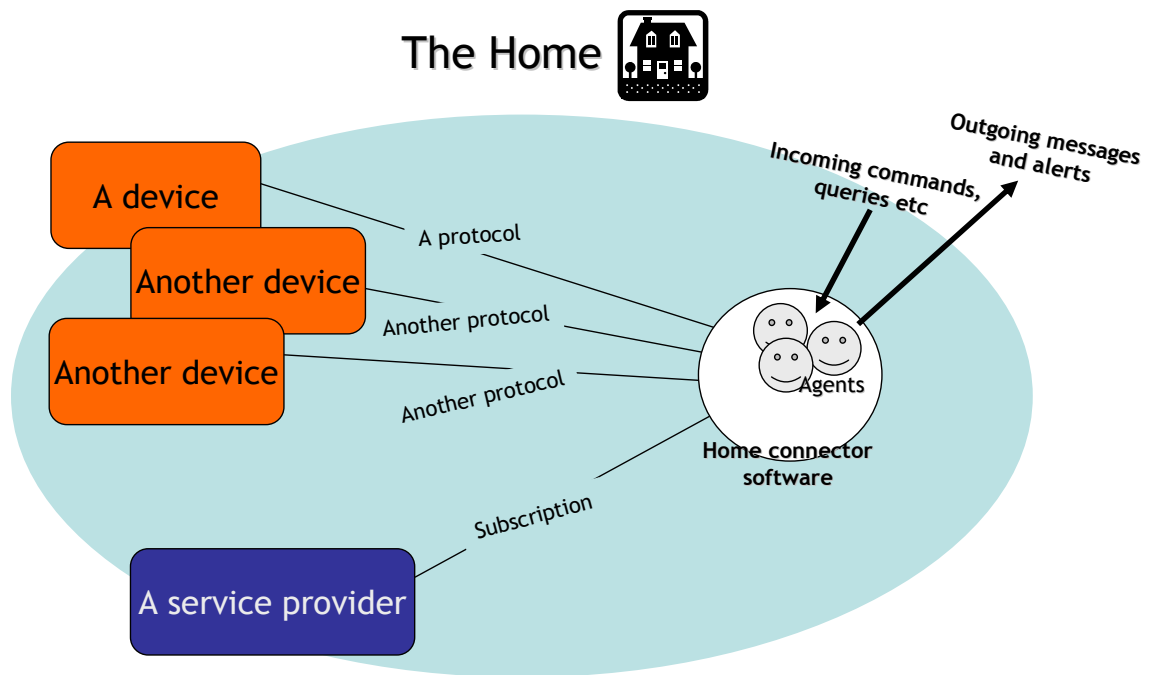 The Home
Outgoing messages
and alerts
Incoming commands,
queries etc
A device
A protocol
Another device
Another protocol
Another device
Another protocol
Agents
Home connector
software
Subscription
A service provider